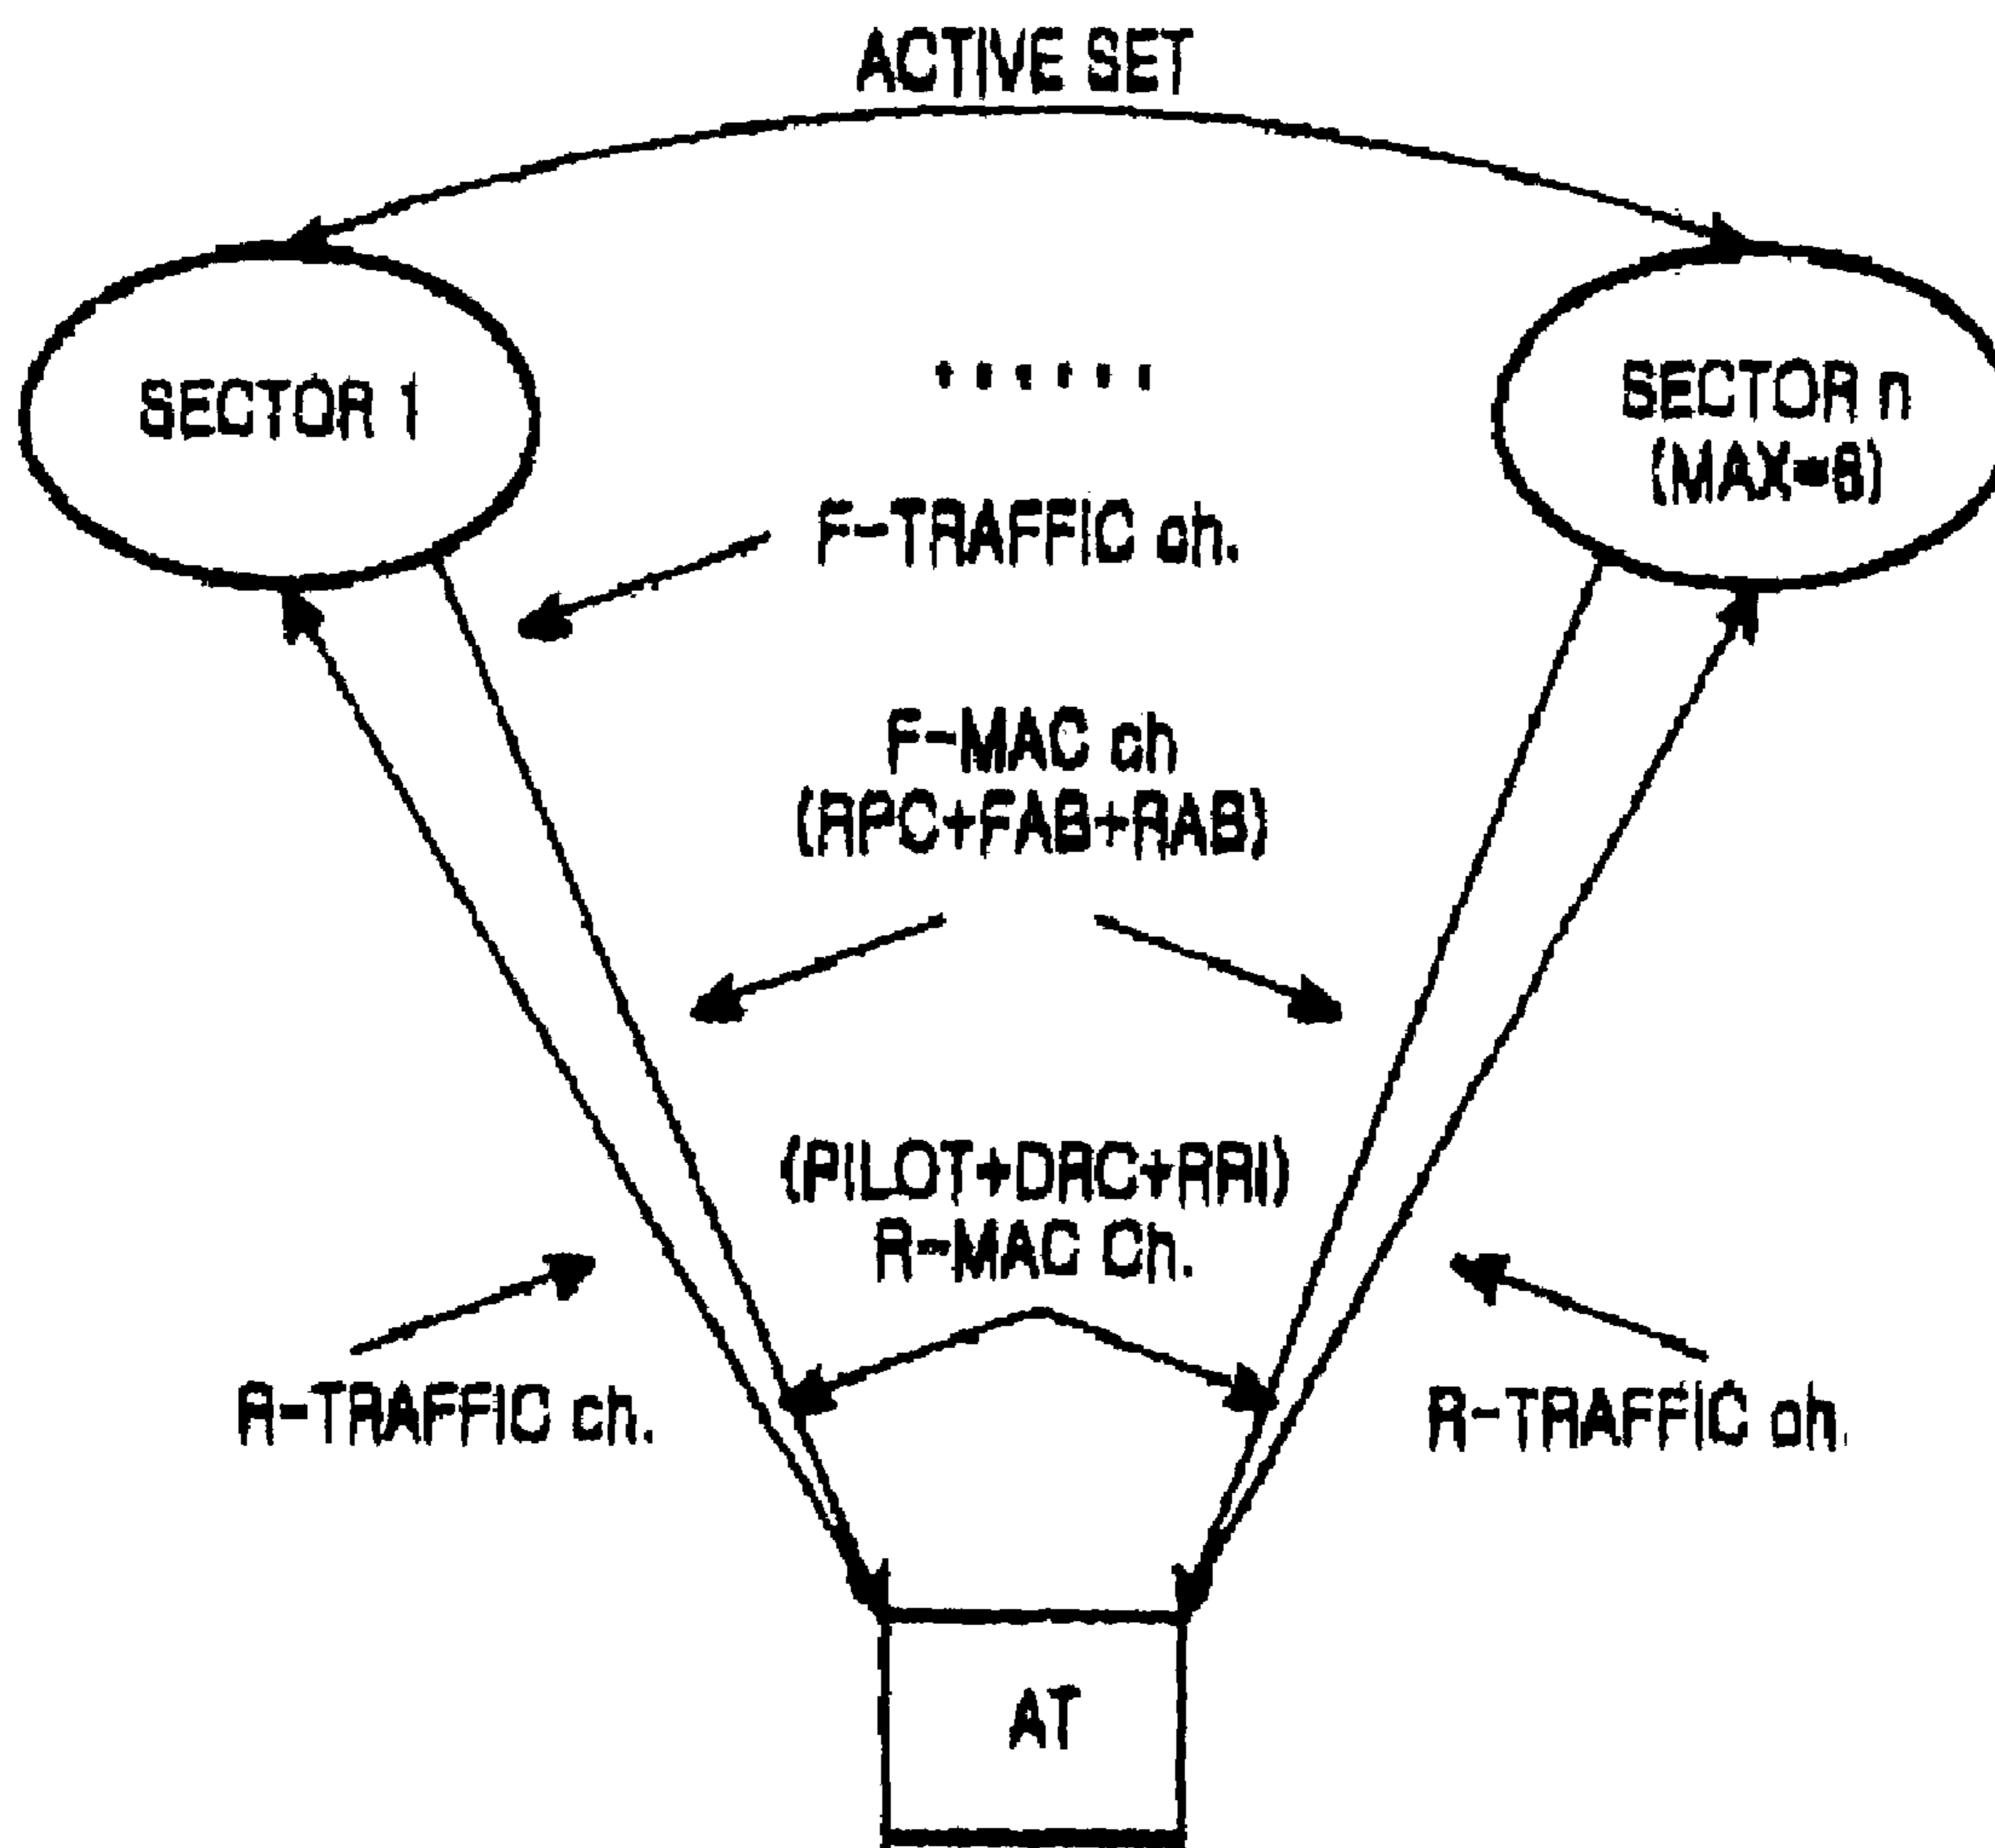 ACTIVE SET
SECTOR 1
......
SECTOR n
(MAX=6)
F-TRAFFIC ch.
F-MAC ch
(RPC+FAB+RAB)
(PILOT+DRC+RRI)
R-MAC Ch.
R-TRAFFIC ch.
R-TRAFFIC ch.
AT